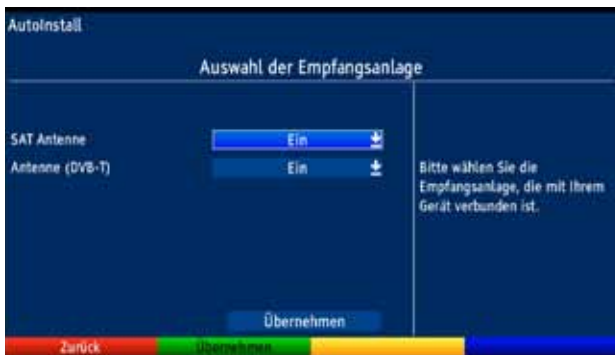 AutoInstall
Auswahl der Empfangsanlage
SAT Antenne Ein
Antenne (DVB-T) Ein
Bitte wählen Sie die
Empfangsanlage, die mit Ihrem
Gerät verbunden ist.
Übernehmen
Zurück Übernehmen